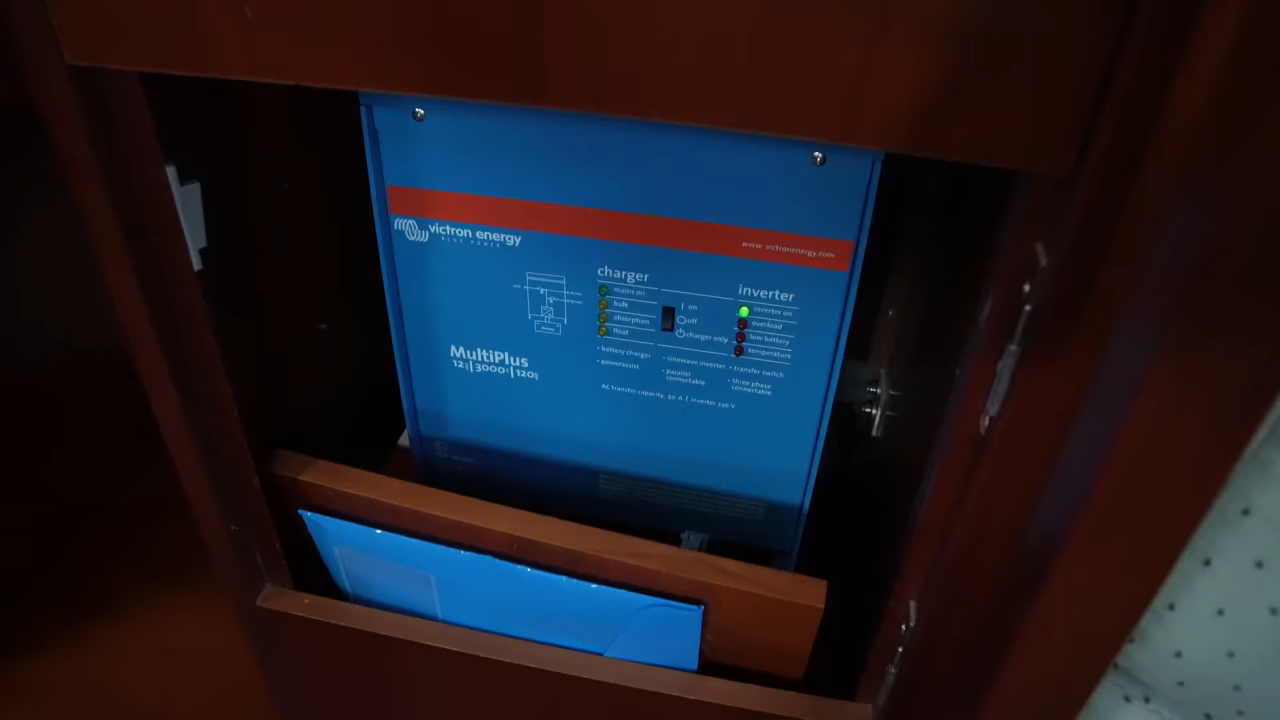 victron energy
BLUE POWER
www.victronenergy.com
charger
mains on
bulk
absorption
float
on
off
charger only
inverter
inverter on
overload
low battery
temperature
MultiPlus
12 | 3000 | 120
• battery charger
• powerassist
• sinewave inverter
• parallel connectable
• transfer switch
• three phase connectable
AC transfer capacity, 50 A | inverter 230 V